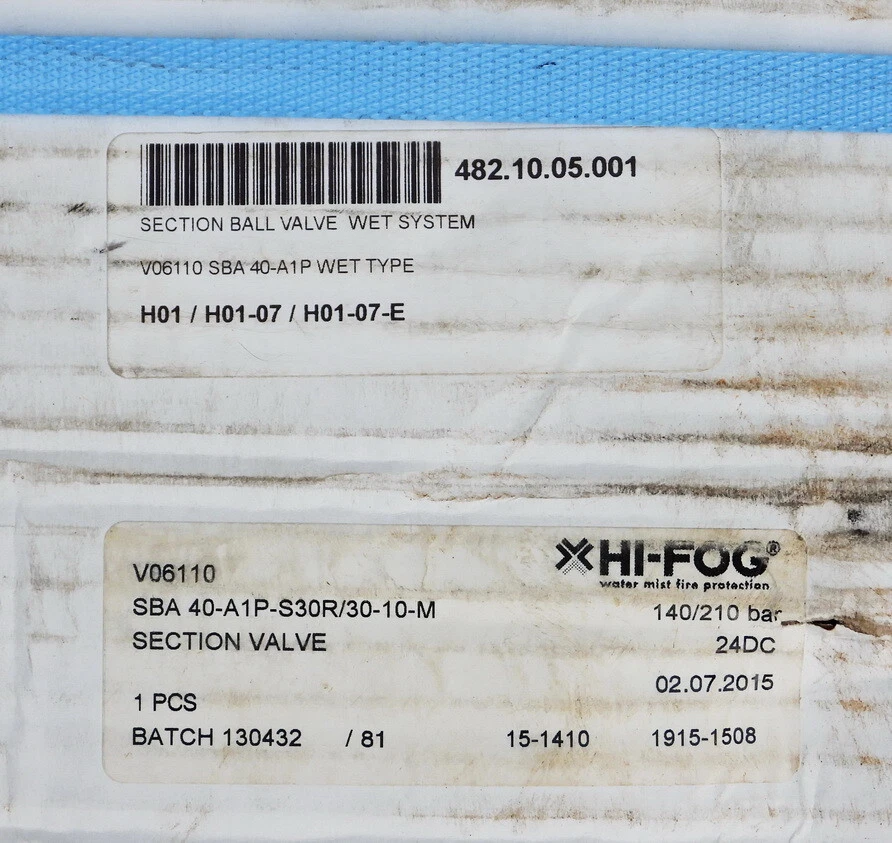 482.10.05.001
SECTION BALL VALVE WET SYSTEM
V06110 SBA 40-A1P WET TYPE
H01 / H01-07 / H01-07-E
HI-FOG®
water mist fire protection
V06110
SBA 40-A1P-S30R/30-10-M 140/210 bar
SECTION VALVE 24DC
02.07.2015
1 PCS
BATCH 130432 / 81 15-1410 1915-1508